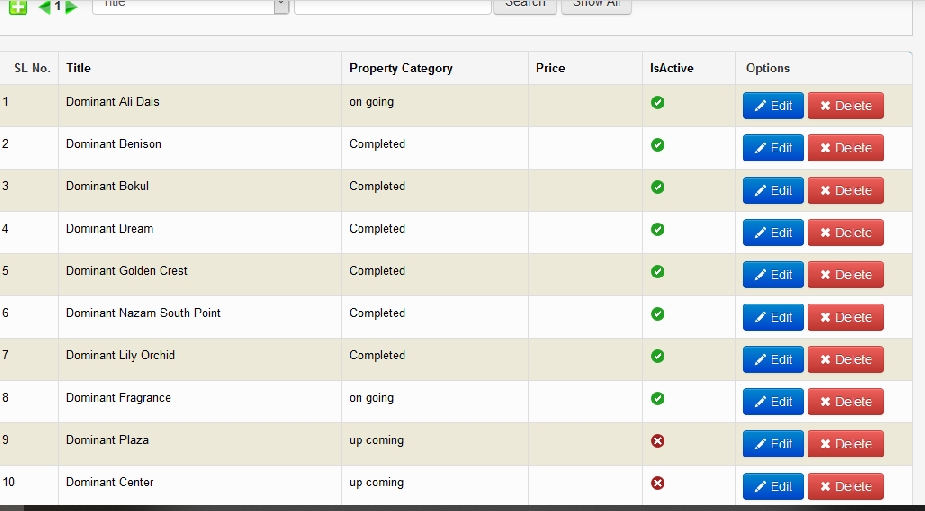 1 Title Search Show All
SL No. Title Property Category Price IsActive Options
1 Dominant Ali Dais on going Edit Delete
2 Dominant Benison Completed Edit Delete
3 Dominant Bokul Completed Edit Delete
4 Dominant Dream Completed Edit Delete
5 Dominant Golden Crest Completed Edit Delete
6 Dominant Nazam South Point Completed Edit Delete
7 Dominant Lily Orchid Completed Edit Delete
8 Dominant Fragrance on going Edit Delete
9 Dominant Plaza up coming Edit Delete
10 Dominant Center up coming Edit Delete